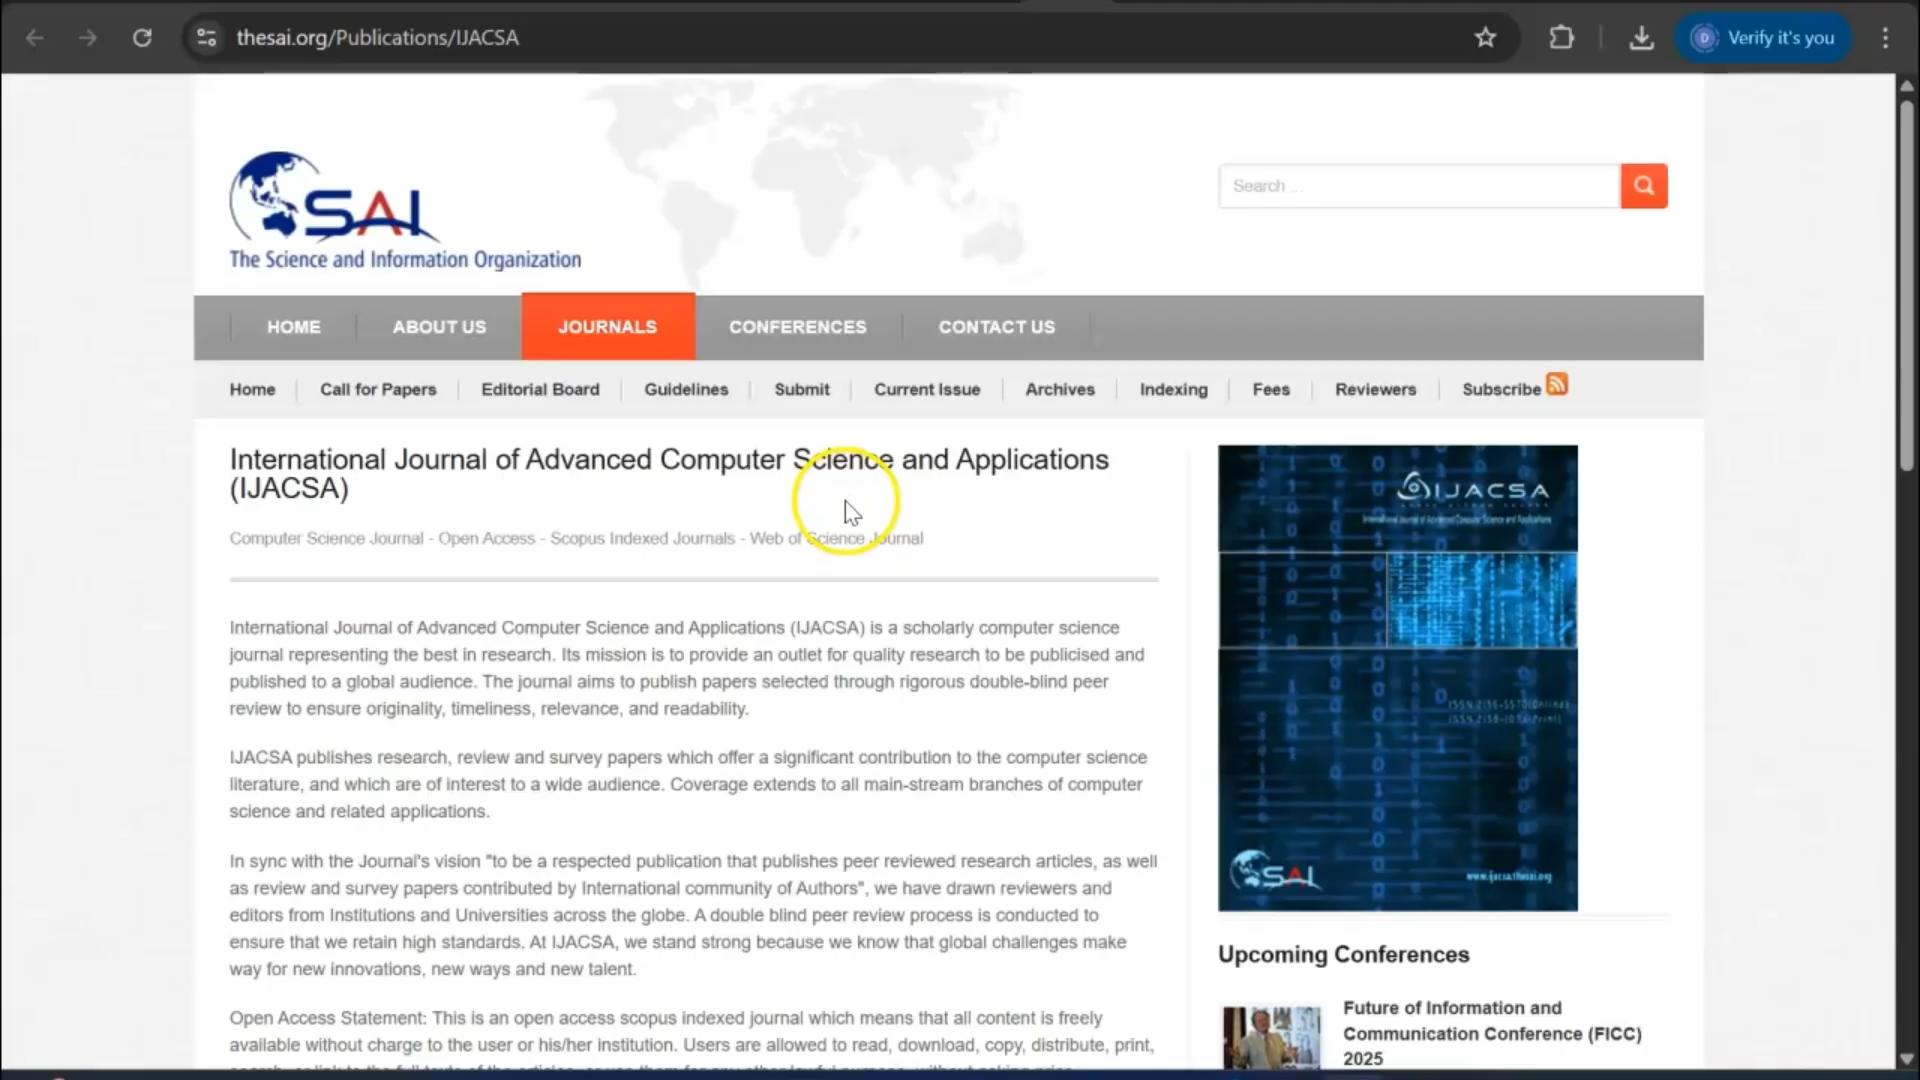 thesai.org/Publications/IJACSA
D Verify it's you
SAI
The Science and Information Organization
Search ...
HOME ABOUT US JOURNALS CONFERENCES CONTACT US
Home Call for Papers Editorial Board Guidelines Submit Current Issue Archives Indexing Fees Reviewers Subscribe
International Journal of Advanced Computer Science and Applications
(IJACSA)
Computer Science Journal - Open Access - Scopus Indexed Journals - Web of Science Journal
International Journal of Advanced Computer Science and Applications (IJACSA) is a scholarly computer science
journal representing the best in research. Its mission is to provide an outlet for quality research to be publicised and
published to a global audience. The journal aims to publish papers selected through rigorous double-blind peer
review to ensure originality, timeliness, relevance, and readability.
IJACSA publishes research, review and survey papers which offer a significant contribution to the computer science
literature, and which are of interest to a wide audience. Coverage extends to all main-stream branches of computer
science and related applications.
In sync with the Journal's vision "to be a respected publication that publishes peer reviewed research articles, as well
as review and survey papers contributed by International community of Authors", we have drawn reviewers and
editors from Institutions and Universities across the globe. A double blind peer review process is conducted to
ensure that we retain high standards. At IJACSA, we stand strong because we know that global challenges make
way for new innovations, new ways and new talent.
Open Access Statement: This is an open access scopus indexed journal which means that all content is freely
available without charge to the user or his/her institution. Users are allowed to read, download, copy, distribute, print,
IJACSA
International Journal of Advanced Computer Science and Applications
SAI
www.ijacsa.thesai.org
Upcoming Conferences
Future of Information and
Communication Conference (FICC)
2025